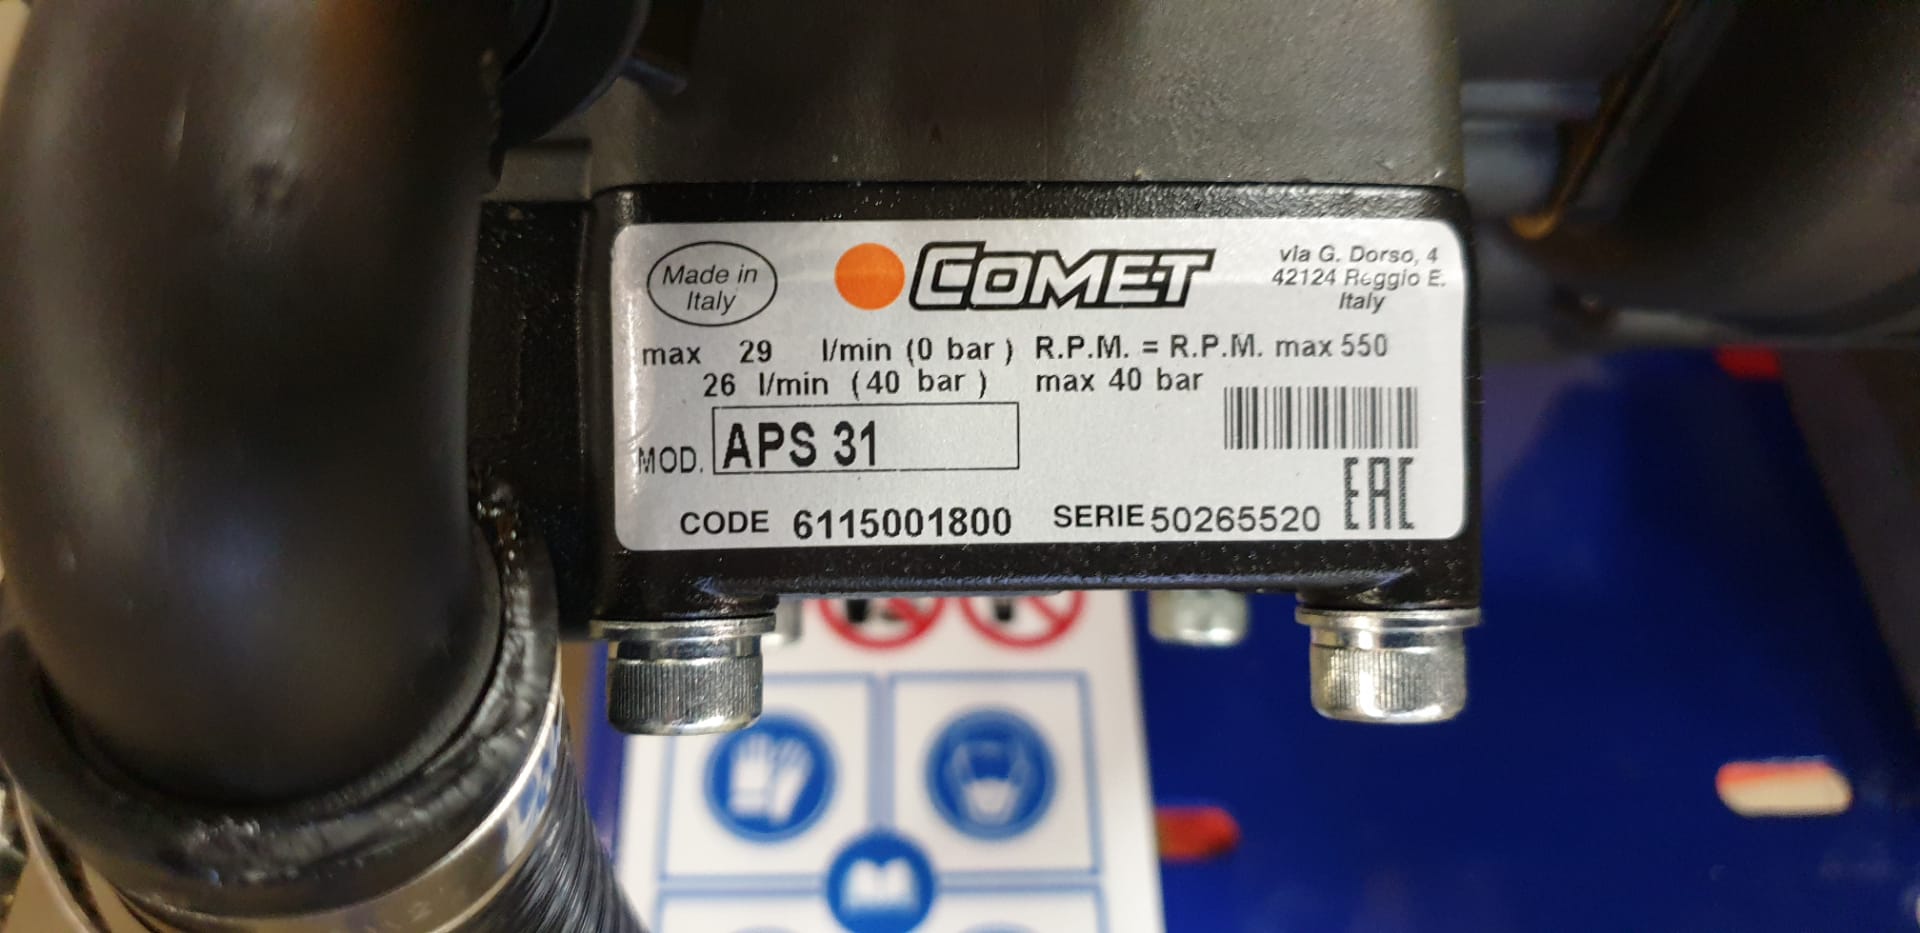 Made in
Italy
COMET
via G. Dorso, 4
42124 Reggio E.
Italy
max 29 l/min (0 bar) R.P.M. = R.P.M. max 550
26 l/min (40 bar) max 40 bar
MOD. APS 31
EAC
CODE 6115001800 SERIE 50265520